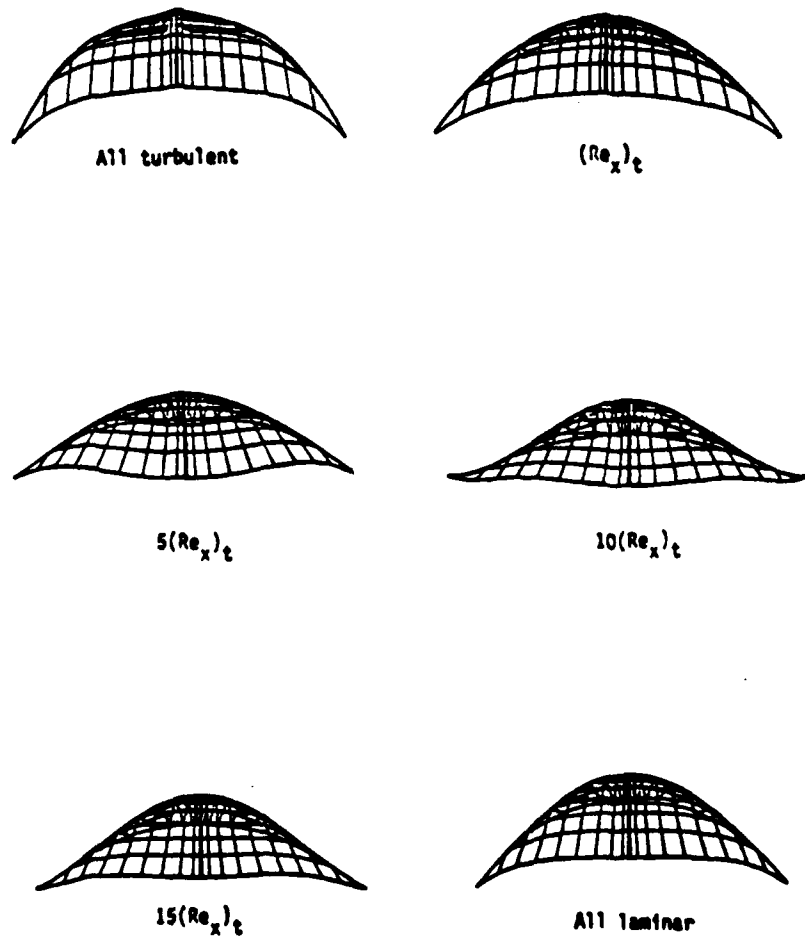 All turbulent
(Re_x)_t
5(Re_x)_t
10(Re_x)_t
15(Re_x)_t
All laminar